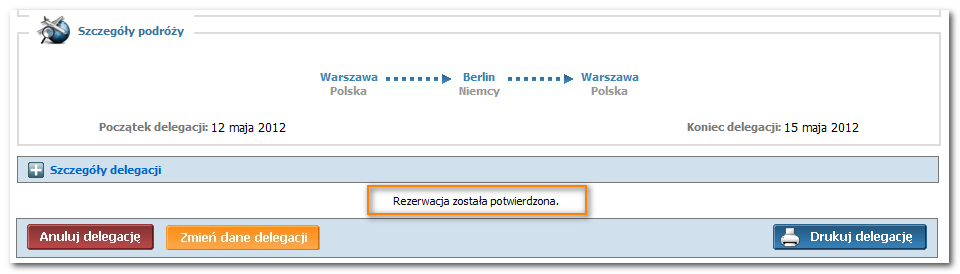 Szczegóły podróży
Warszawa Berlin Warszawa
Polska Niemcy Polska
Początek delegacji: 12 maja 2012 Koniec delegacji: 15 maja 2012
Szczegóły delegacji
Rezerwacja została potwierdzona.
Anuluj delegację Zmień dane delegacji Drukuj delegację